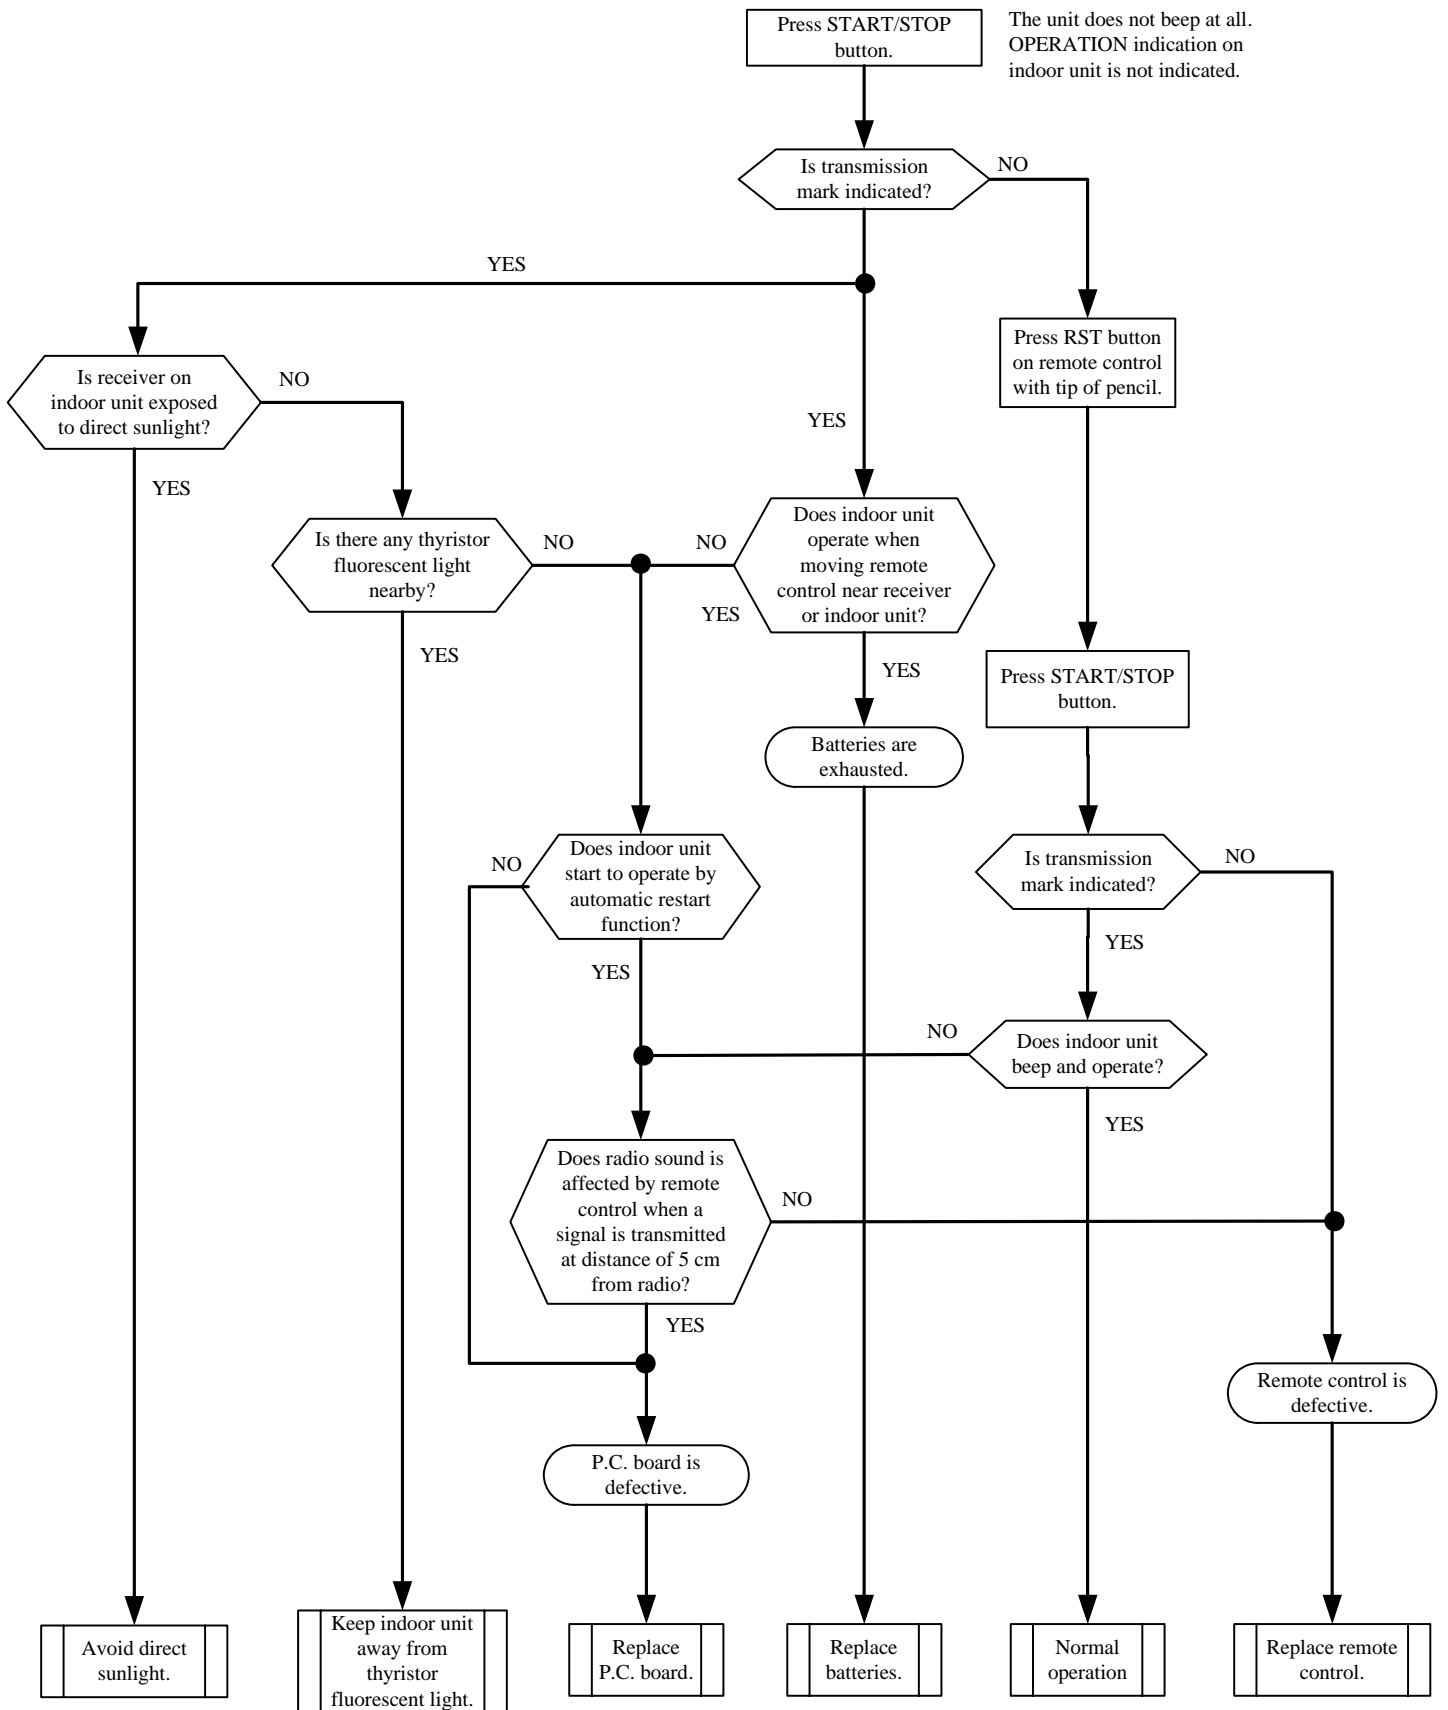 Press START/STOP
button.
The unit does not beep at all.
OPERATION indication on
indoor unit is not indicated.
Is transmission
mark indicated?
NO
YES
Press RST button
on remote control
with tip of pencil.
Is receiver on
indoor unit exposed
to direct sunlight?
NO
YES
YES
Is there any thyristor
fluorescent light
nearby?
NO
NO
Does indoor unit
operate when
moving remote
control near receiver
or indoor unit?
YES
YES
YES
Press START/STOP
button.
Batteries are
exhausted.
Does indoor unit
start to operate by
automatic restart
function?
NO
YES
Is transmission
mark indicated?
NO
YES
NO
Does indoor unit
beep and operate?
YES
Does radio sound is
affected by remote
control when a
signal is transmitted
at distance of 5 cm
from radio?
NO
YES
Remote control is
defective.
P.C. board is
defective.
Avoid direct
sunlight.
Keep indoor unit
away from
thyristor
fluorescent light.
Replace
P.C. board.
Replace
batteries.
Normal
operation
Replace remote
control.